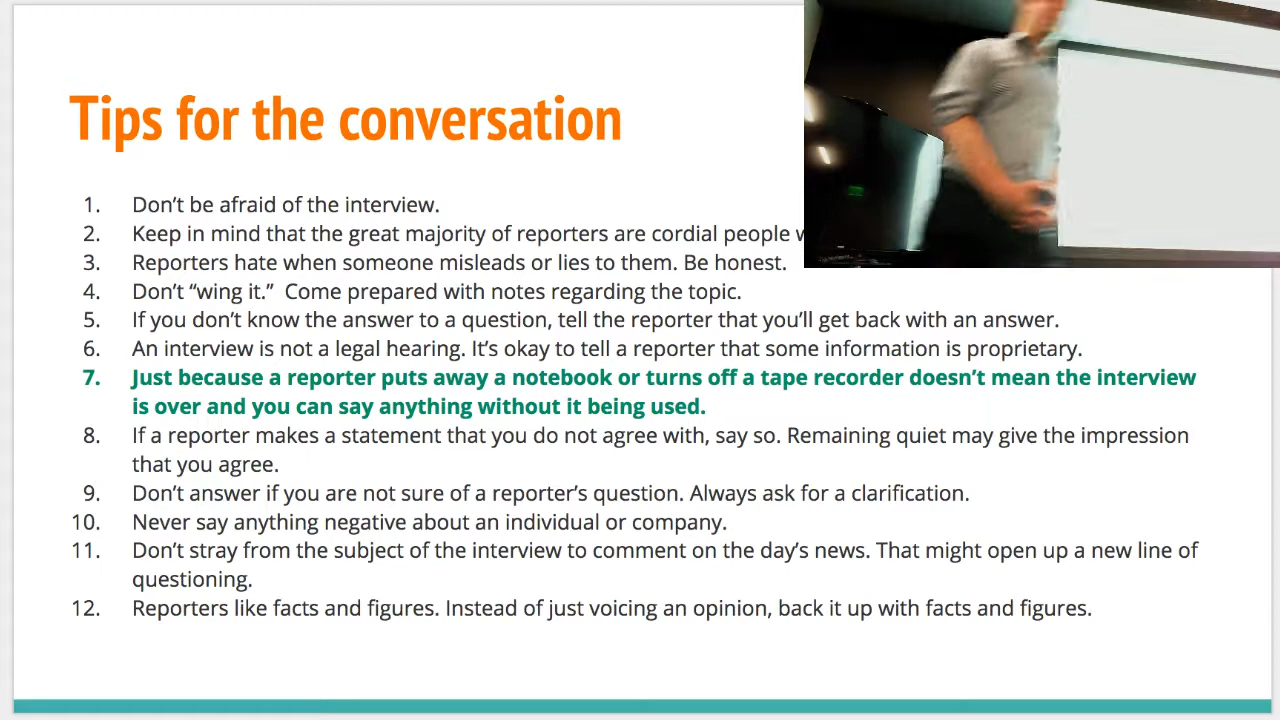 Tips for the conversation
1. Don’t be afraid of the interview.
2. Keep in mind that the great majority of reporters are cordial people
3. Reporters hate when someone misleads or lies to them. Be honest.
4. Don’t “wing it.”  Come prepared with notes regarding the topic.
5. If you don’t know the answer to a question, tell the reporter that you’ll get back with an answer.
6. An interview is not a legal hearing. It’s okay to tell a reporter that some information is proprietary.
7. Just because a reporter puts away a notebook or turns off a tape recorder doesn’t mean the interview
is over and you can say anything without it being used.
8. If a reporter makes a statement that you do not agree with, say so. Remaining quiet may give the impression
that you agree.
9. Don’t answer if you are not sure of a reporter’s question. Always ask for a clarification.
10. Never say anything negative about an individual or company.
11. Don’t stray from the subject of the interview to comment on the day’s news. That might open up a new line of
questioning.
12. Reporters like facts and figures. Instead of just voicing an opinion, back it up with facts and figures.